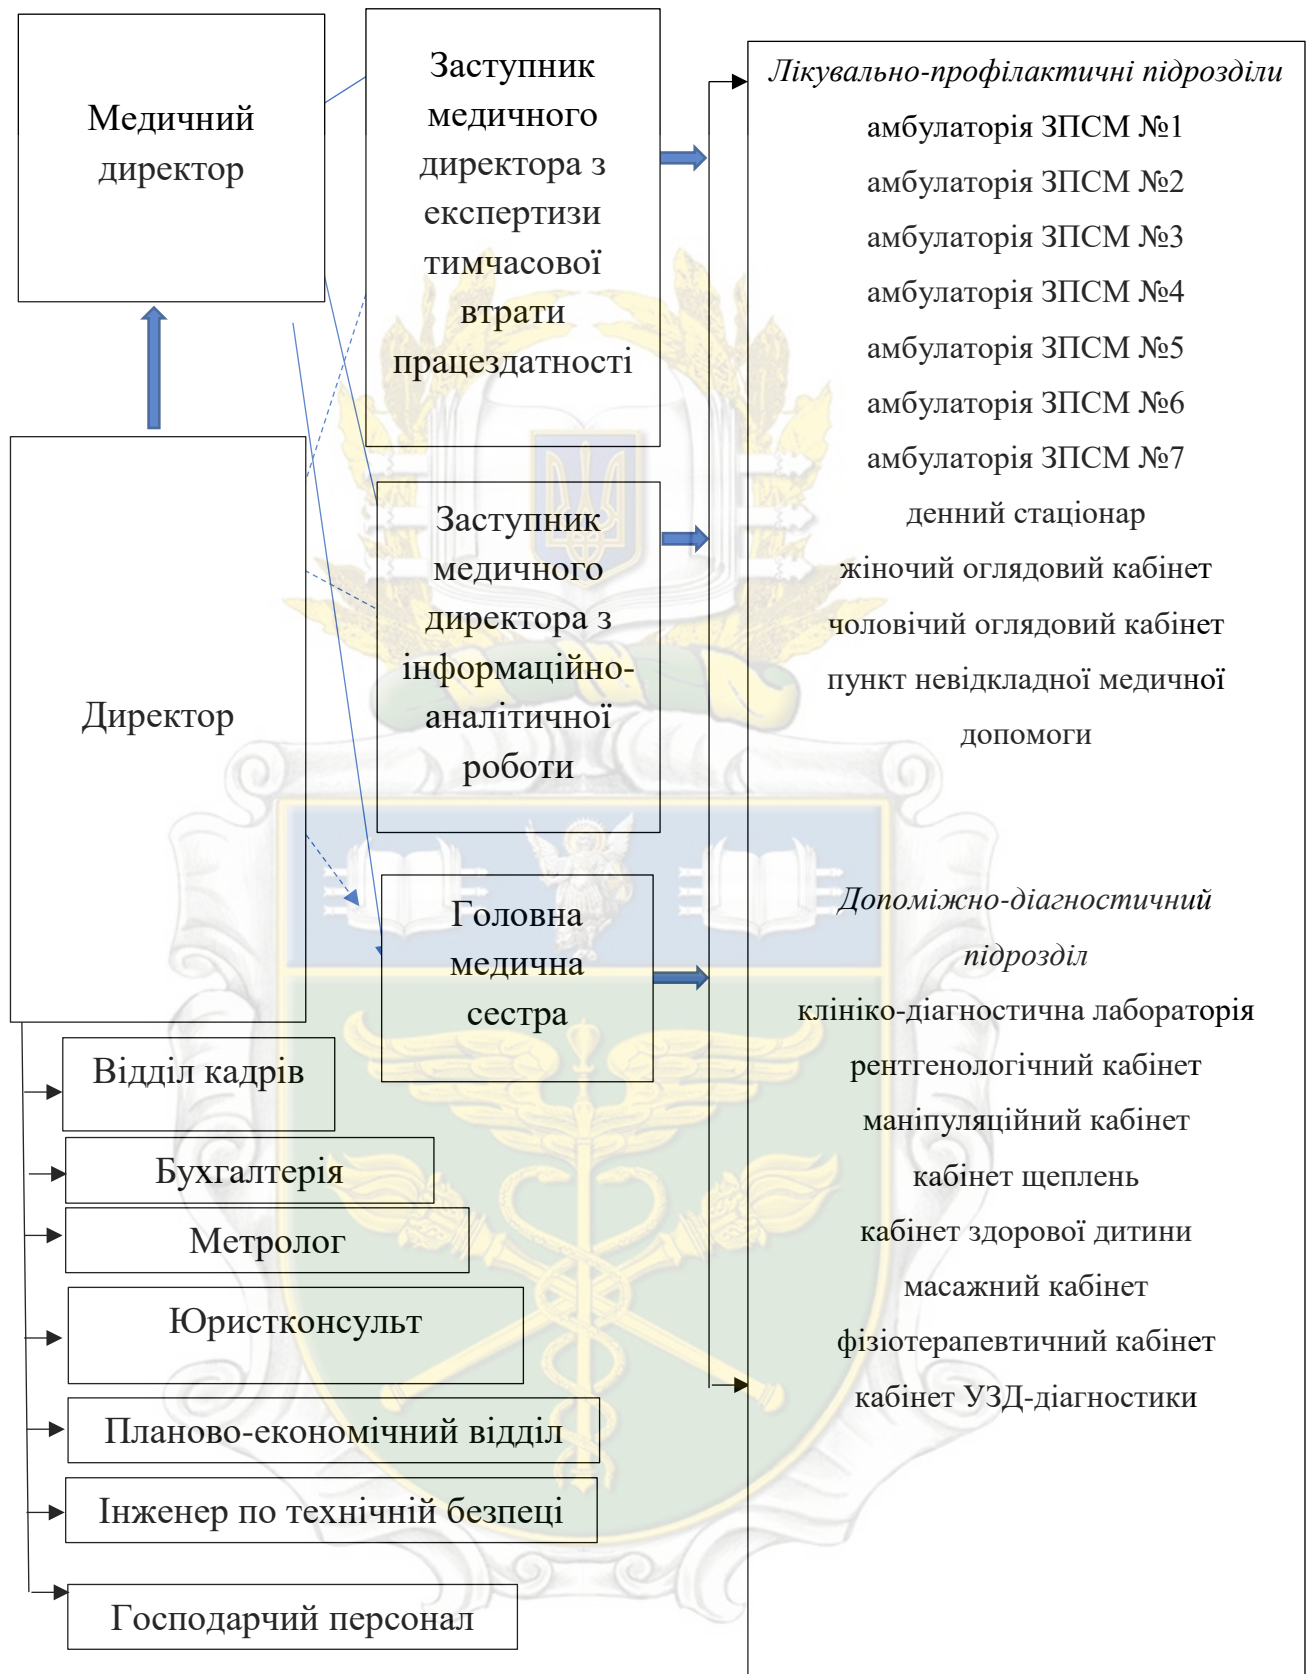 Медичний
директор
Заступник
медичного
директора з
експертизи
тимчасової
втрати
працездатності
Директор
Заступник
медичного
директора з
інформаційно-
аналітичної
роботи
Головна
медична
сестра
Відділ кадрів
Бухгалтерія
Метролог
Юристконсульт
Планово-економічний відділ
Інженер по технічній безпеці
Господарчий персонал
Лікувально-профілактичні підрозділи
амбулаторія ЗПСМ №1
амбулаторія ЗПСМ №2
амбулаторія ЗПСМ №3
амбулаторія ЗПСМ №4
амбулаторія ЗПСМ №5
амбулаторія ЗПСМ №6
амбулаторія ЗПСМ №7
денний стаціонар
жіночий оглядовий кабінет
чоловічий оглядовий кабінет
пункт невідкладної медичної
допомоги
Допоміжно-діагностичний
підрозділ
клініко-діагностична лабораторія
рентгенологічний кабінет
маніпуляційний кабінет
кабінет щеплень
кабінет здорової дитини
масажний кабінет
фізіотерапевтичний кабінет
кабінет УЗД-діагностики